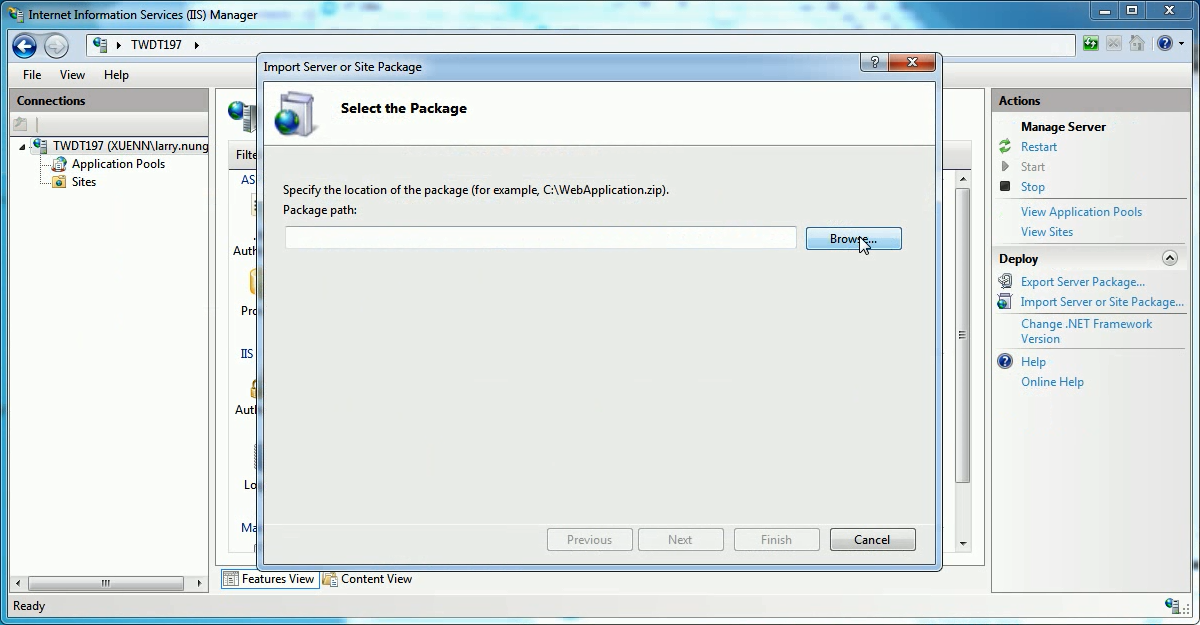 Internet Information Services (IIS) Manager
TWDT197
File View Help
Connections
TWDT197 (XUENN\larry.nung
Application Pools
Sites
Filte
AS
Auth
Pro
IIS
Aut
Lo
Ma
Import Server or Site Package
Select the Package
Specify the location of the package (for example, C:\WebApplication.zip).
Package path:
Browse...
Previous Next Finish Cancel
Features View Content View
Actions
Manage Server
Restart
Start
Stop
View Application Pools
View Sites
Deploy
Export Server Package...
Import Server or Site Package...
Change .NET Framework
Version
Help
Online Help
Ready